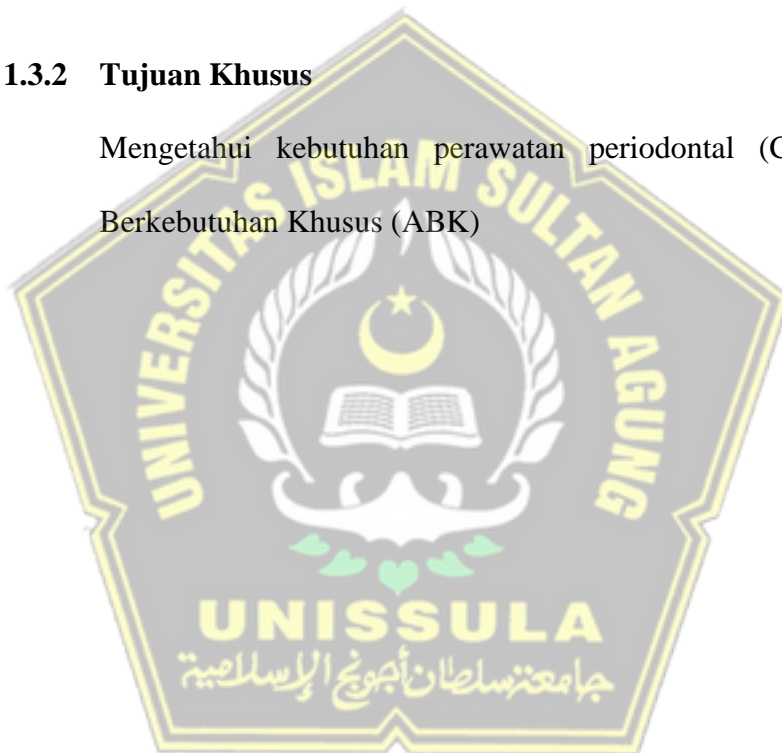 1.3.2 Tujuan Khusus
Mengetahui kebutuhan perawatan periodontal (
Berkebutuhan Khusus (ABK)
UNIVERSITAS ISLAM SULTAN AGUNG
UNISSULA
جامعة سلطان أجونج الإسلامية